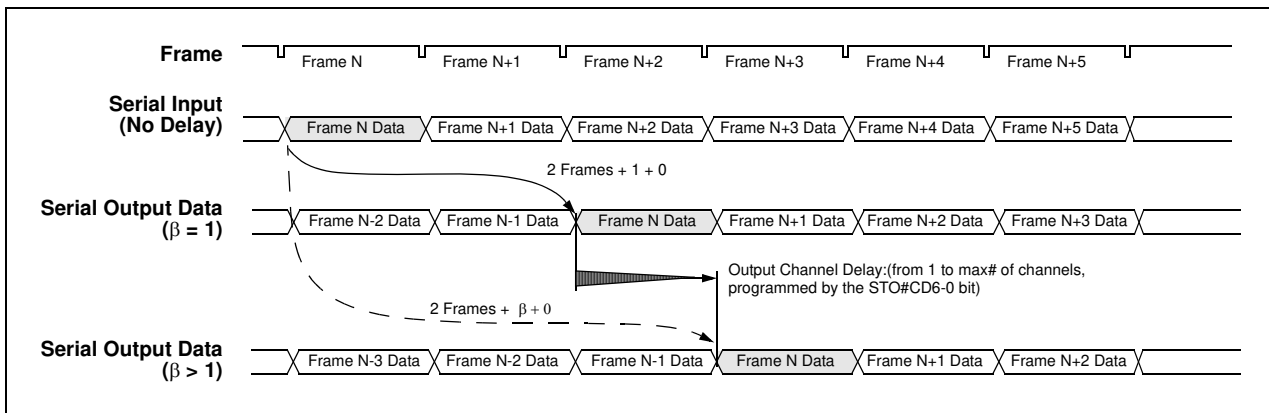 Frame
Frame N Frame N+1 Frame N+2 Frame N+3 Frame N+4 Frame N+5
Serial Input
(No Delay)
Frame N Data Frame N+1 Data Frame N+2 Data Frame N+3 Data Frame N+4 Data Frame N+5 Data
2 Frames + 1 + 0
Serial Output Data
(β = 1)
Frame N-2 Data Frame N-1 Data Frame N Data Frame N+1 Data Frame N+2 Data Frame N+3 Data
Output Channel Delay:(from 1 to max# of channels,
programmed by the STO#CD6-0 bit)
2 Frames + β + 0
Serial Output Data
(β > 1)
Frame N-3 Data Frame N-2 Data Frame N-1 Data Frame N Data Frame N+1 Data Frame N+2 Data